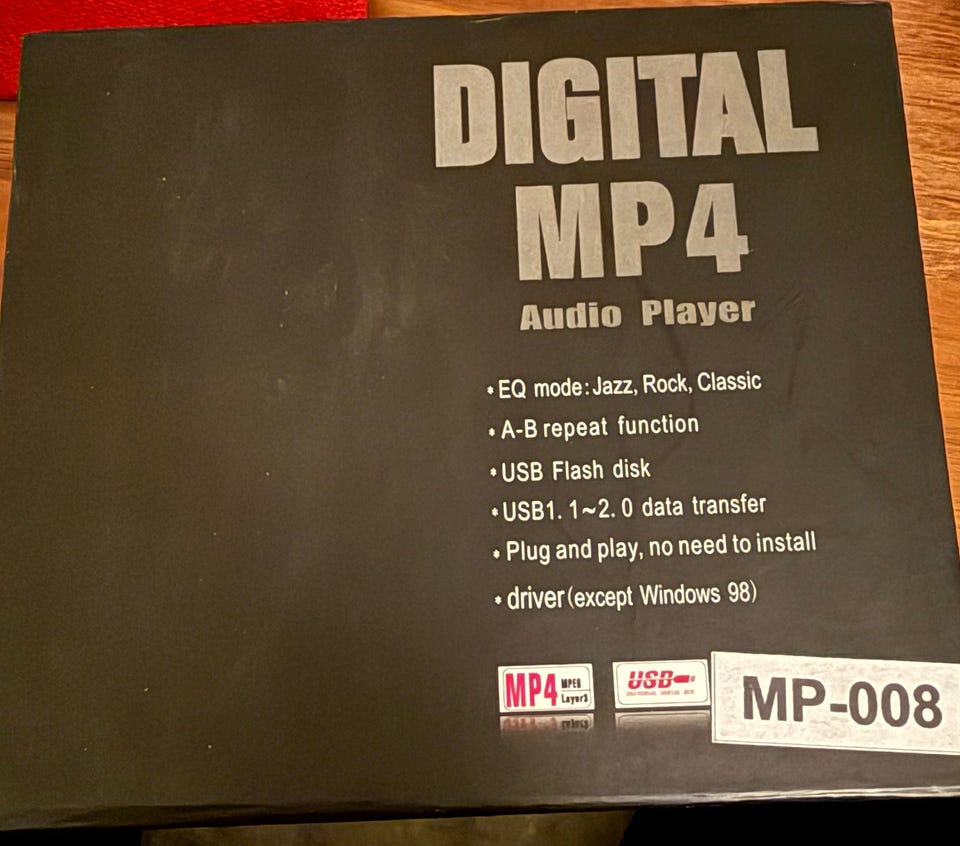 DIGITAL
MP4
Audio Player
* EQ mode: Jazz, Rock, Classic
* A-B repeat function
* USB Flash disk
* USB1. 1~2. 0 data transfer
* Plug and play, no need to install
* driver (except Windows 98)
MP4 MPEG
Layer3
USB
MP-008